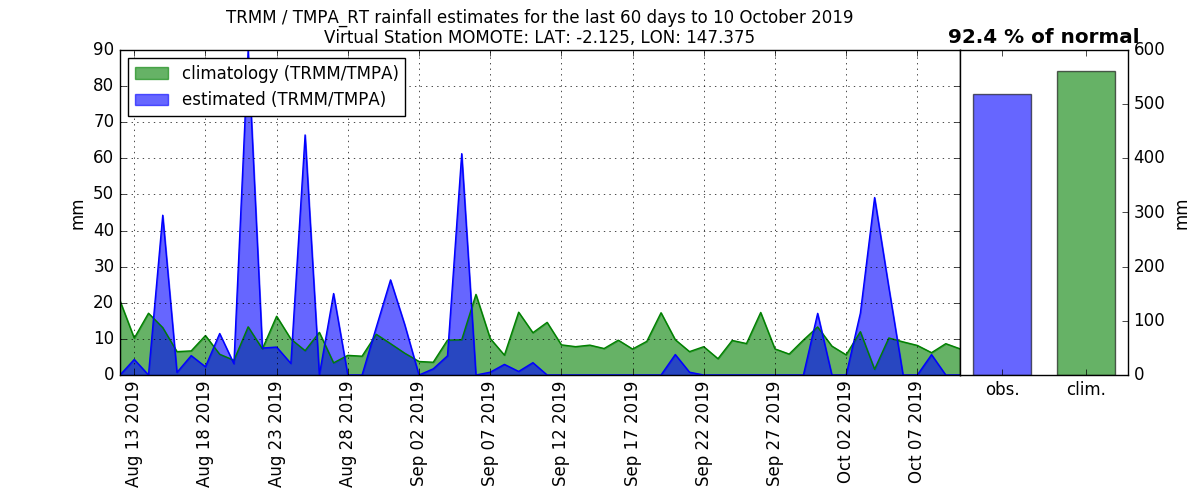 TRMM / TMPA_RT rainfall estimates for the last 60 days to 10 October 2019
Virtual Station MOMOTE: LAT: -2.125, LON: 147.375
92.4 % of normal
climatology (TRMM/TMPA)
estimated (TRMM/TMPA)
mm
90
80
70
60
50
40
30
20
10
0
Aug 13 2019
Aug 18 2019
Aug 23 2019
Aug 28 2019
Sep 02 2019
Sep 07 2019
Sep 12 2019
Sep 17 2019
Sep 22 2019
Sep 27 2019
Oct 02 2019
Oct 07 2019
obs.
clim.
600
500
400
300
200
100
0
mm